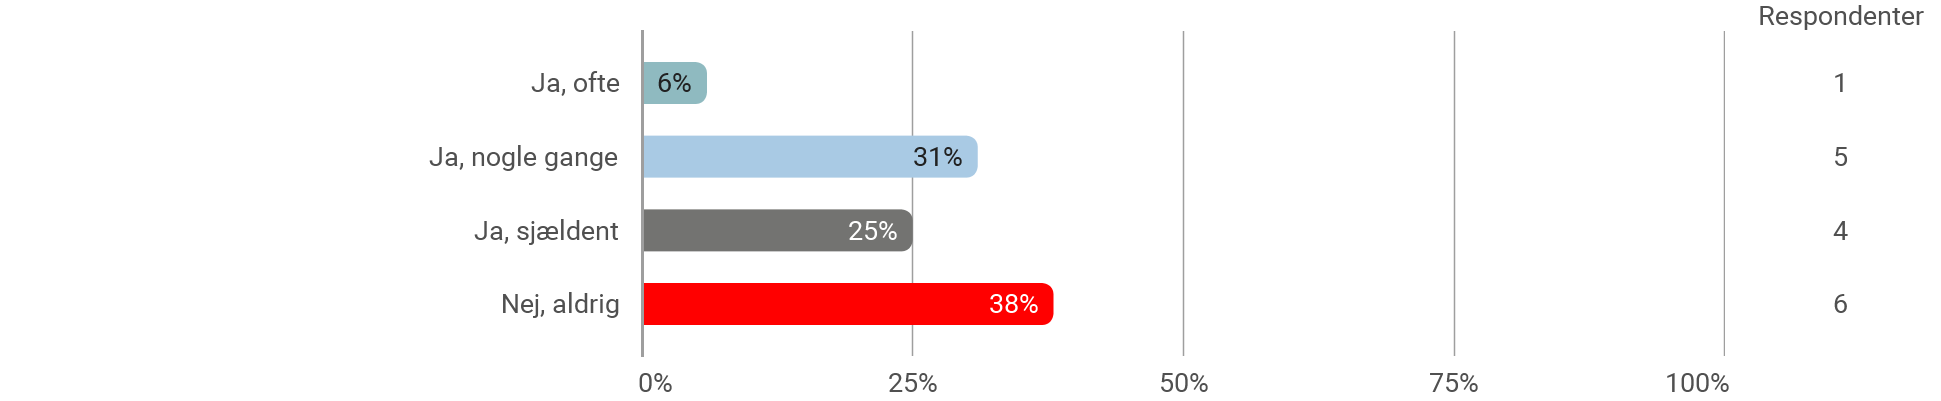 Respondenter
Ja, ofte 6% 1
Ja, nogle gange 31% 5
Ja, sjældent 25% 4
Nej, aldrig 38% 6
0% 25% 50% 75% 100%